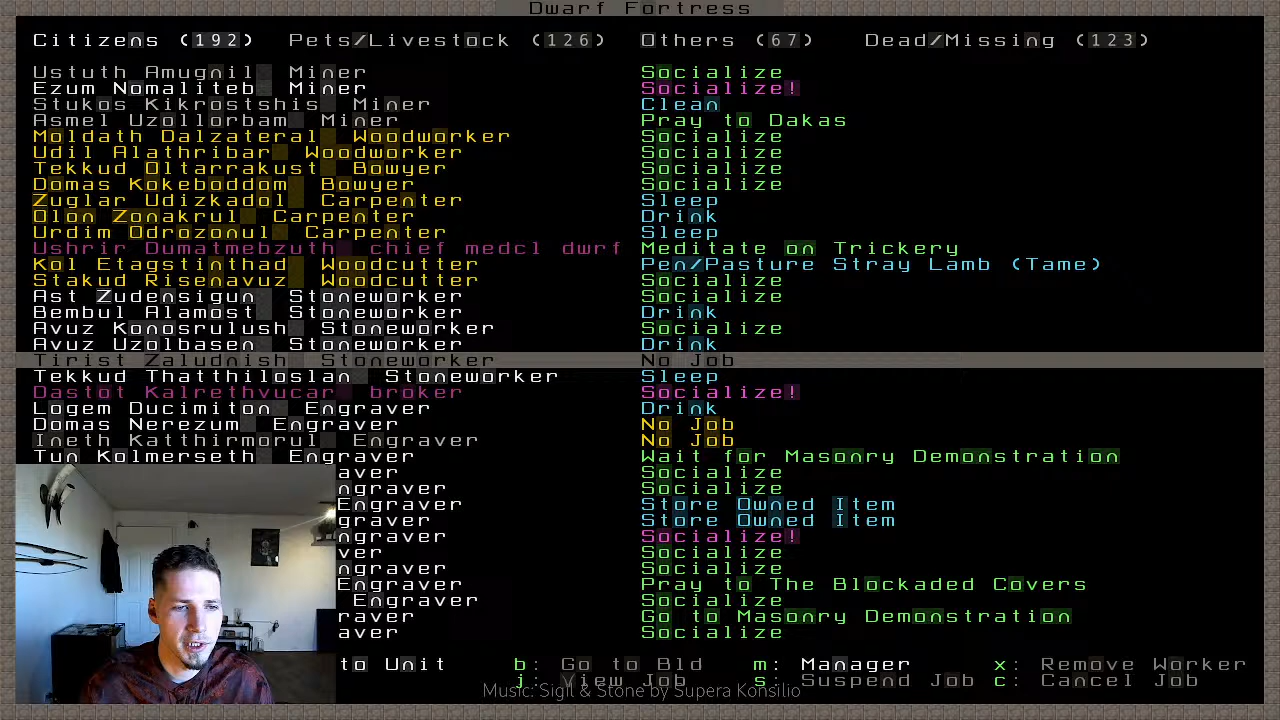 Dwarf Fortress
Citizens (192) Pets/Livestock (126) Others (67) Dead/Missing (123)
Ustuth Amugnil Miner Socialize
Ezum Nomaliteb Miner Socialize!
Stukos Kikrostshis Miner Clean
Asmel Uzollorbam Miner Pray to Dakas
Moldath Dalzateral Woodworker Socialize
Udil Alathribar Woodworker Socialize
Tekkud Oltarrakust Bowyer Socialize
Domas Kokeboddom Bowyer Socialize
Zuglar Udizkadol Carpenter Sleep
Olon Zonakrul Carpenter Drink
Urdim Odrozonul Carpenter Sleep
Ushrir Dumatmebzuth chief medcl dwrf Meditate on Trickery
Kol Etagstinthad Woodcutter Pen/Pasture Stray Lamb (Tame)
Stakud Risenavuz Woodcutter Socialize
Ast Zudensigun Stoneworker Socialize
Bembul Alamost Stoneworker Drink
Avuz Konosrulush Stoneworker Socialize
Avuz Uzolbasen Stoneworker Drink
Tirist Zaludnish Stoneworker No Job
Tekkud Thatthiloslan Stoneworker Sleep
Dastot Kalrethvucar broker Socialize!
Logem Ducimiton Engraver Drink
Domas Nerezum Engraver No Job
Ineth Katthirmorul Engraver No Job
Tun Kolmerseth Engraver Wait for Masonry Demonstration
aver Socialize
ngraver Socialize
Engraver Store Owned Item
graver Store Owned Item
ngraver Socialize!
ver Socialize
ngraver Socialize
Engraver Pray to The Blockaded Covers
Engraver Socialize
raver Go to Masonry Demonstration
aver Socialize
to Unit b: Go to Bld m: Manager x: Remove Worker
j: View Job s: Suspend Job c: Cancel Job
Music: Sigil & Stone by Supera Konsilio